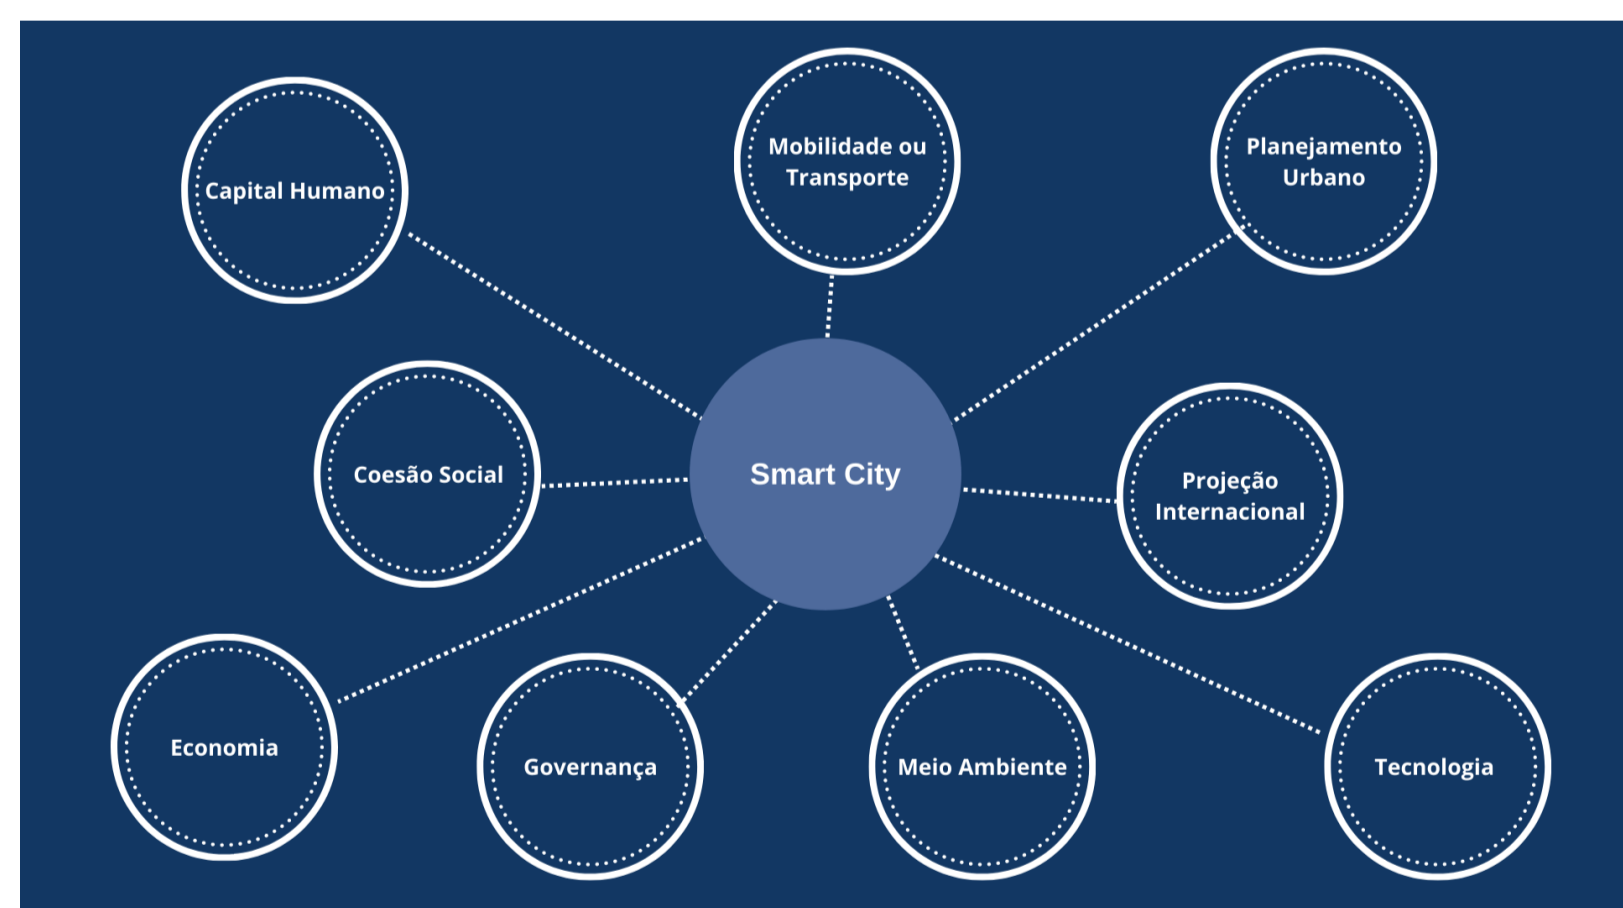 Capital Humano
Mobilidade ou
Transporte
Planejamento
Urbano
Coesão Social
Smart City
Projeção
Internacional
Economia
Governança
Meio Ambiente
Tecnologia